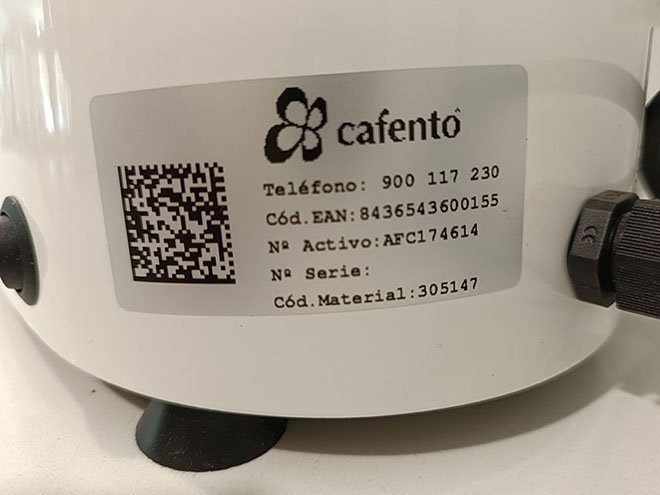 cafento
Teléfono: 900 117 230
Cód.EAN:8436543600155
Nº Activo:AFC174614
Nº Serie:
Cód.Material:305147